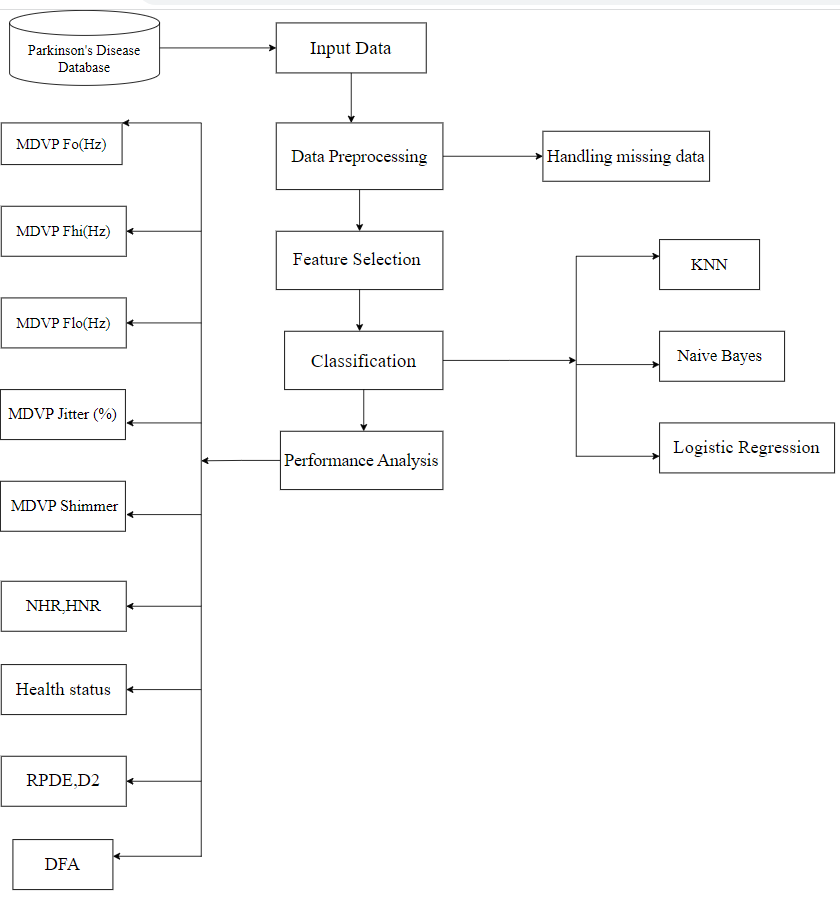 Parkinson's Disease
Database
Input Data
MDVP Fo(Hz)
Data Preprocessing
Handling missing data
MDVP Fhi(Hz)
Feature Selection
KNN
MDVP Flo(Hz)
Classification
Naive Bayes
MDVP Jitter (%)
Performance Analysis
Logistic Regression
MDVP Shimmer
NHR,HNR
Health status
RPDE,D2
DFA